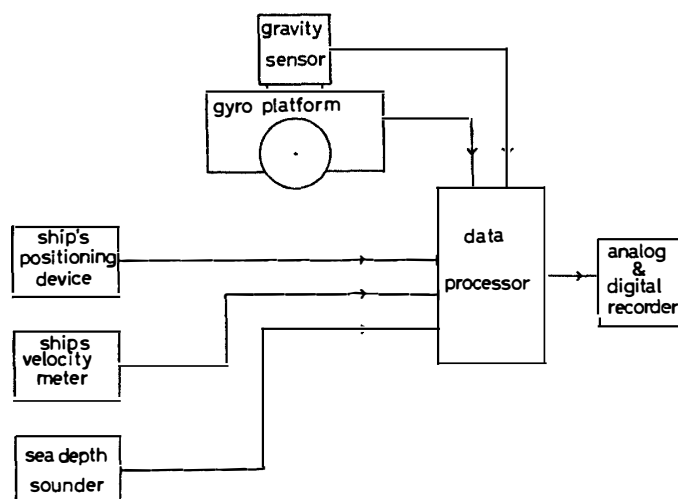 gravity
sensor
gyro platform
ship's
positioning
device
data
processor
analog
&
digital
recorder
ships
velocity
meter
sea depth
sounder